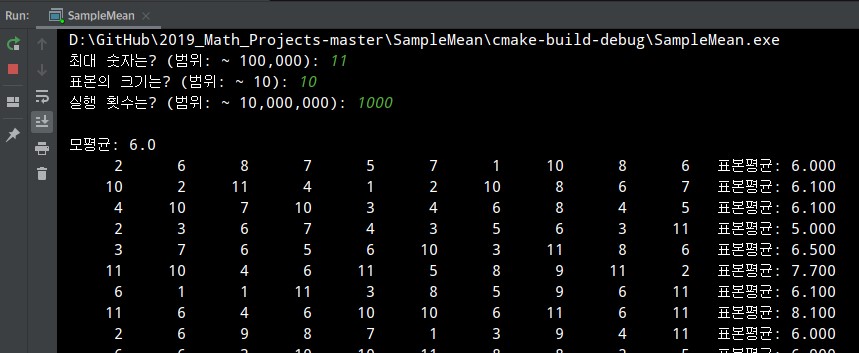 Run: SampleMean
D:\GitHub\2019_Math_Projects-master\SampleMean\cmake-build-debug\SampleMean.exe
최대 숫자는? (범위: ~ 100,000): 11
표본의 크기는? (범위: ~ 10): 10
실행 횟수는? (범위: ~ 10,000,000): 1000
모평균: 6.0
2 6 8 7 5 7 1 10 8 6 표본평균: 6.000
10 2 11 4 1 2 10 8 6 7 표본평균: 6.100
4 10 7 10 3 4 6 8 4 5 표본평균: 6.100
2 3 6 7 4 3 5 6 3 11 표본평균: 5.000
3 7 6 5 6 10 3 11 8 6 표본평균: 6.500
11 10 4 6 11 5 8 9 11 2 표본평균: 7.700
6 1 1 11 3 8 5 9 6 11 표본평균: 6.100
11 6 4 6 10 10 6 11 6 11 표본평균: 8.100
2 6 9 8 7 1 3 9 4 11 표본평균: 6.000